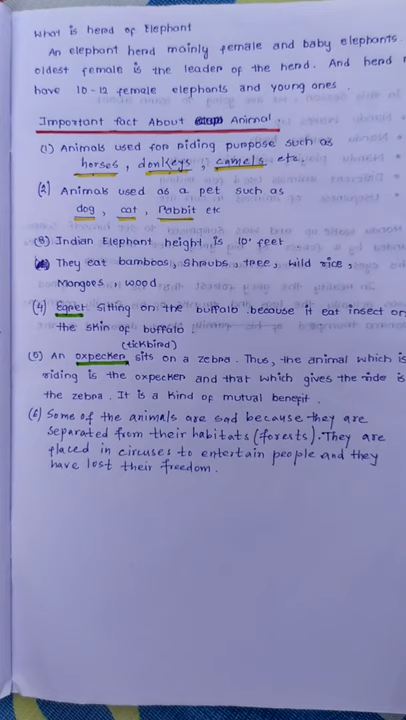 What is herd of Elephant
An elephant herd mainly female and baby elephants.
oldest female is the leader of the herd. And herd
have 10-12 female elephants and young ones.
Important fact About Animal
(1) Animals used for riding purpose such as
horses, donkeys, camels etc.
(2) Animals used as a pet such as
dog, cat, Rabbit etc
(3) Indian Elephant height is 10' feet
They eat bamboos, shrubs, tree, wild rice,
Mangoes, wood
(4) Egret sitting on the buffalo because it eat insect on
the skin of buffalo.
(tickbird)
(5) An oxpecker sits on a zebra. Thus, the animal which is
riding is the oxpecker and that which gives the ride is
the zebra. It is a kind of mutual benefit.
(6) Some of the animals are sad because they are
separated from their habitats (forests). They are
placed in circuses to entertain people and they
have lost their freedom.